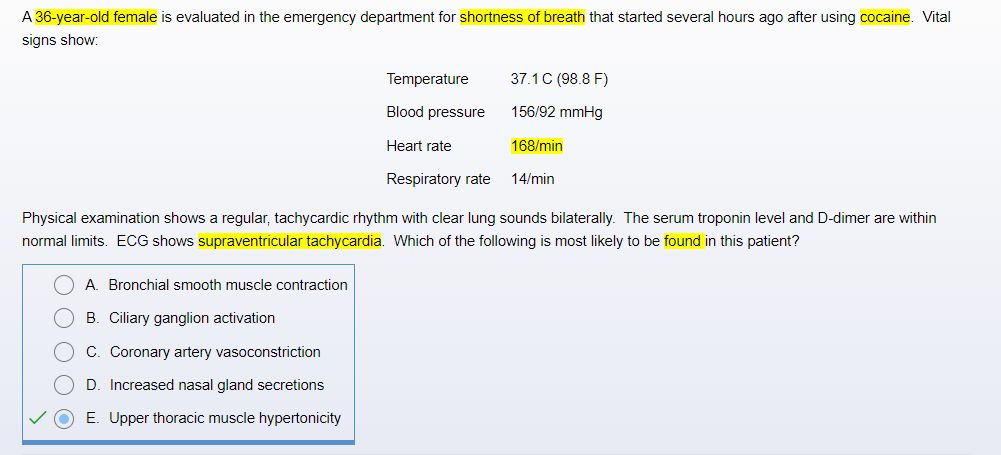 A 36-year-old female is evaluated in the emergency department for shortness of breath that started several hours ago after using cocaine. Vital
signs show:
Temperature 37.1 C (98.8 F)
Blood pressure 156/92 mmHg
Heart rate 168/min
Respiratory rate 14/min
Physical examination shows a regular, tachycardic rhythm with clear lung sounds bilaterally. The serum troponin level and D-dimer are within
normal limits. ECG shows supraventricular tachycardia. Which of the following is most likely to be found in this patient?
A. Bronchial smooth muscle contraction
B. Ciliary ganglion activation
C. Coronary artery vasoconstriction
D. Increased nasal gland secretions
E. Upper thoracic muscle hypertonicity